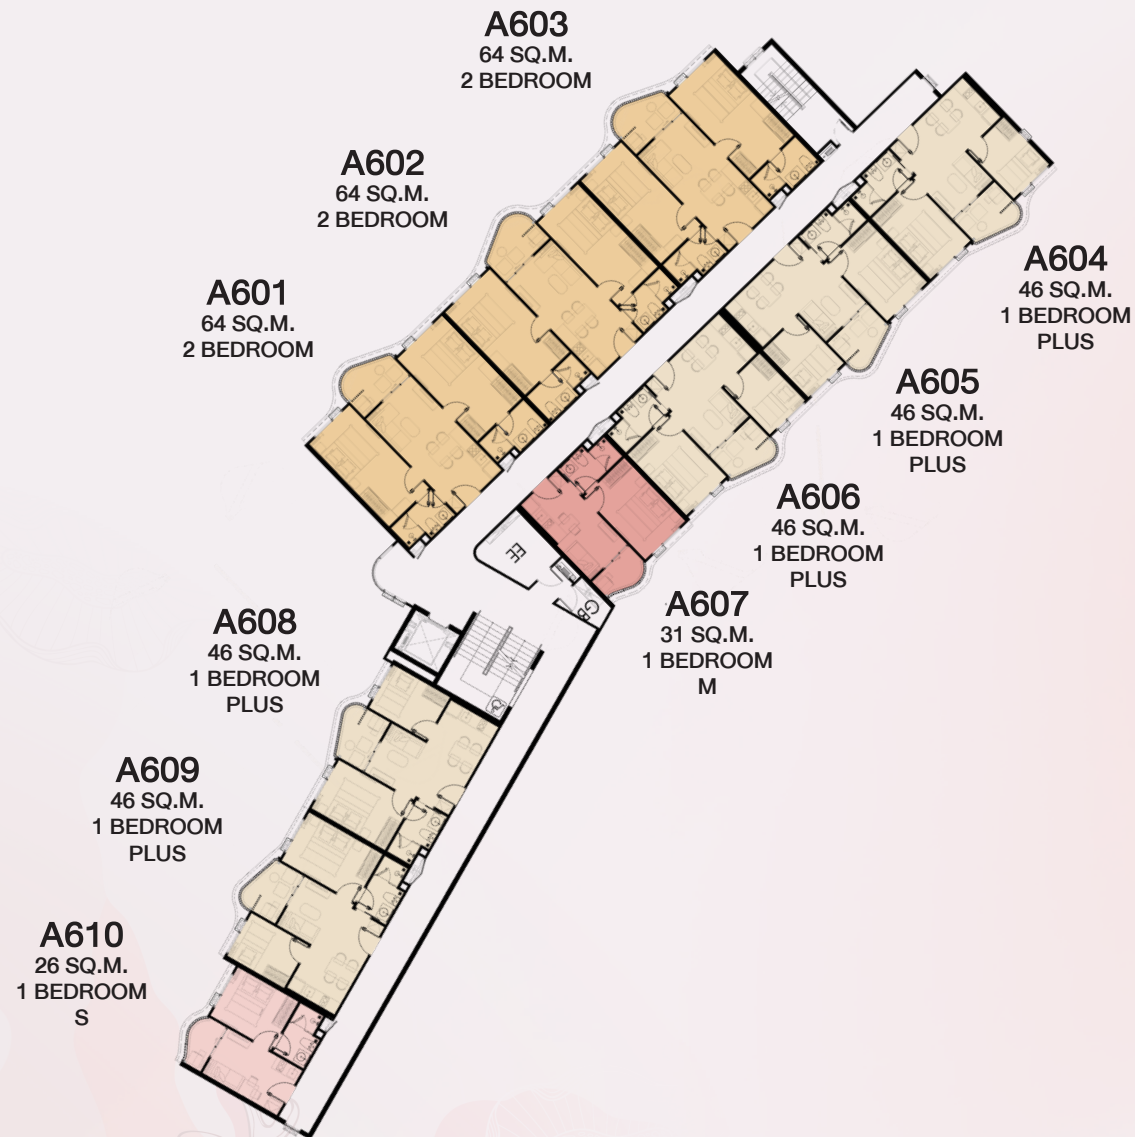 A603
64 SQ.M.
2 BEDROOM
A602
64 SQ.M.
2 BEDROOM
A601
64 SQ.M.
2 BEDROOM
A604
46 SQ.M.
1 BEDROOM
PLUS
A605
46 SQ.M.
1 BEDROOM
PLUS
A606
46 SQ.M.
1 BEDROOM
PLUS
EE
GB
A607
31 SQ.M.
1 BEDROOM
M
A608
46 SQ.M.
1 BEDROOM
PLUS
A609
46 SQ.M.
1 BEDROOM
PLUS
A610
26 SQ.M.
1 BEDROOM
S